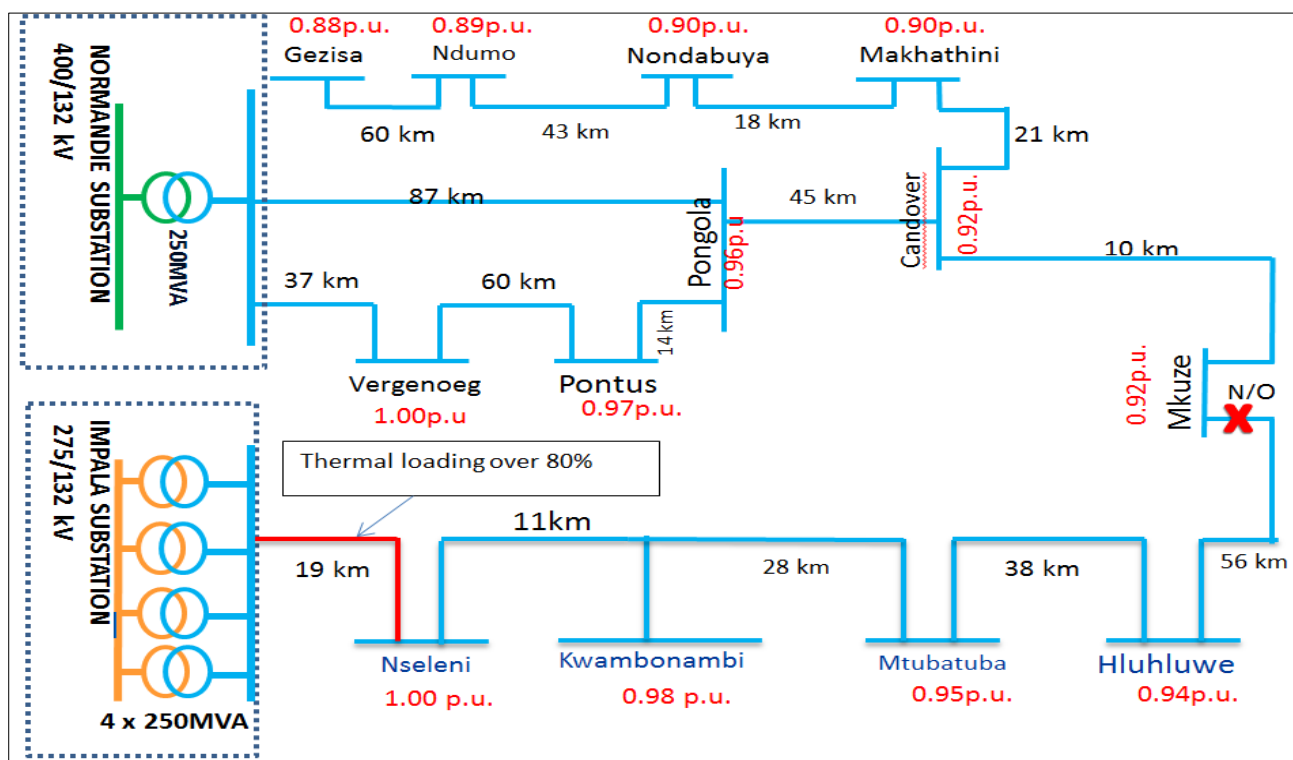 0.88p.u.
0.89p.u.
0.90p.u.
0.90p.u.
Gezisa
Ndumo
Nondabuya
Makhathini
60 km
43 km
18 km
21 km
NORMANDIE SUBSTATION
400/132 kV
250MVA
87 km
45 km
Pongola
0.96p.u
Candover
0.92p.u.
10 km
37 km
60 km
14 km
Vergenoeg
1.00p.u
Pontus
0.97p.u.
Mkuze
0.92p.u.
N/O
IMPALA SUBSTATION
275/132 kV
Thermal loading over 80%
19 km
11km
28 km
38 km
56 km
Nseleni
Kwambonambi
Mtubatuba
Hluhluwe
1.00 p.u.
0.98 p.u.
0.95p.u.
0.94p.u.
4 x 250MVA